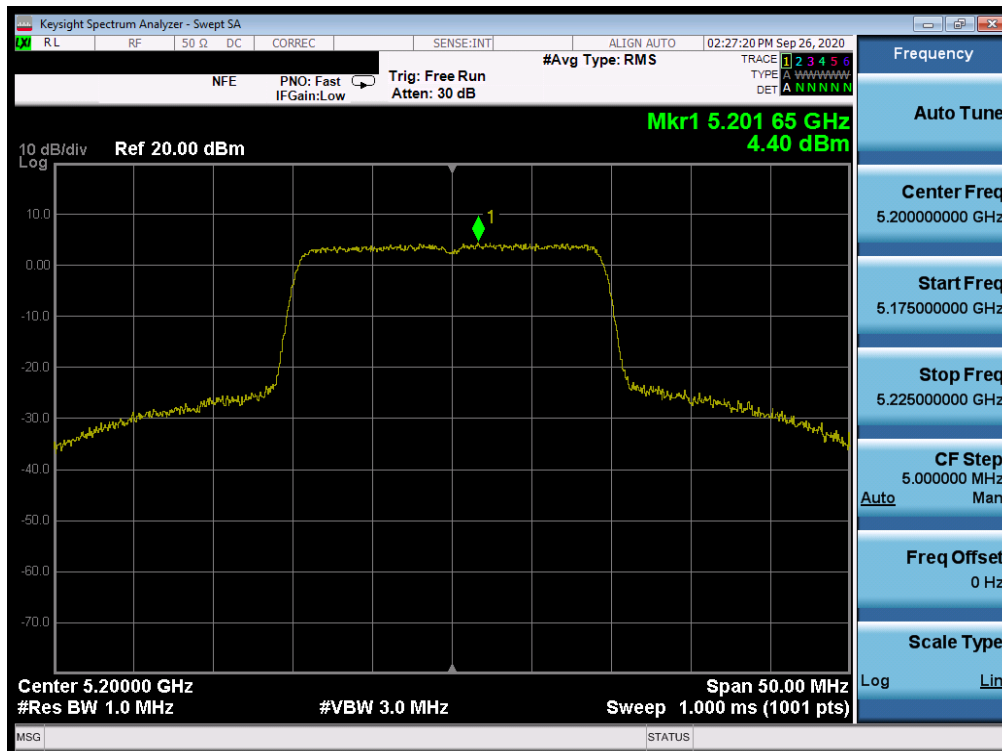 Keysight Spectrum Analyzer - Swept SA
LXI RL RF 50 Ω DC CORREC SENSE:INT ALIGN AUTO 02:27:20 PM Sep 26, 2020
Frequency
#Avg Type: RMS
TRACE 1 2 3 4 5 6
NFE PNO: Fast Trig: Free Run
TYPE A WWWWW
IFGain:Low Atten: 30 dB
DET A N N N N N
Auto Tune
Mkr1 5.201 65 GHz
4.40 dBm
10 dB/div Ref 20.00 dBm
Log
1
10.0
0.00
-10.0
-20.0
-30.0
-40.0
-50.0
-60.0
-70.0
Center Freq
5.200000000 GHz
Start Freq
5.175000000 GHz
Stop Freq
5.225000000 GHz
CF Step
5.000000 MHz
Auto Man
Freq Offset
0 Hz
Scale Type
Log Lin
Center 5.20000 GHz Span 50.00 MHz
#Res BW 1.0 MHz #VBW 3.0 MHz Sweep 1.000 ms (1001 pts)
MSG STATUS